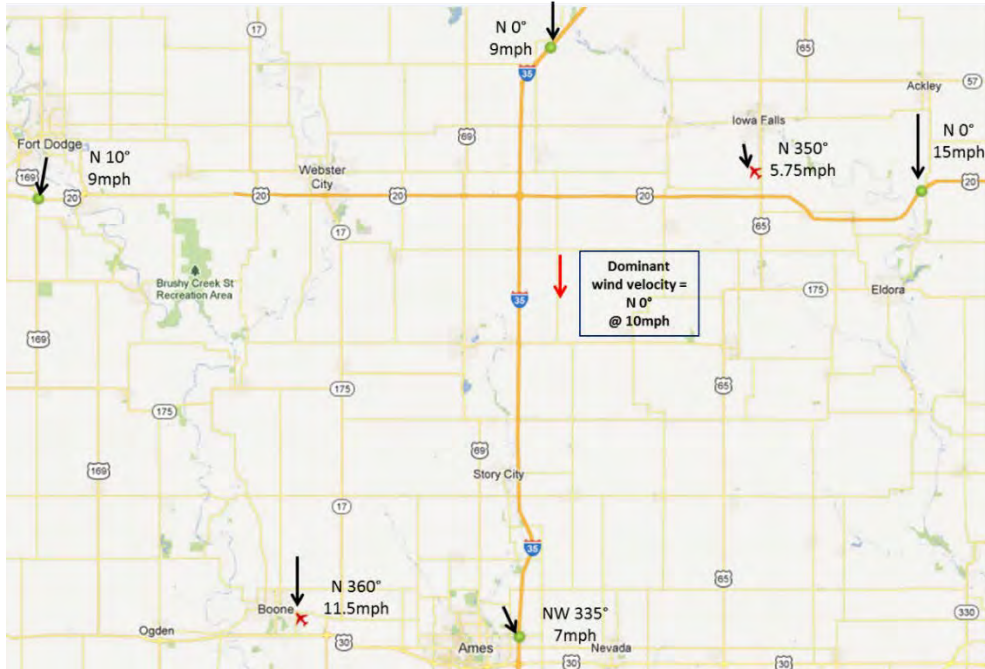 17
N 0°
9mph
65
35
57
Ackley
69
Iowa Falls
Fort Dodge
N 10°
9mph
169
20
Webster
City
N 350°
5.75mph
N 0°
15mph
20
20
20
20
17
65
Brushy Creek St
Recreation Area
Dominant
wind velocity =
N 0°
@ 10mph
35
175
Eldora
169
175
65
175
69
Story City
169
17
35
65
N 360°
11.5mph
Boone
NW 335°
7mph
330
Ogden
30
Ames
Nevada
69
30
30